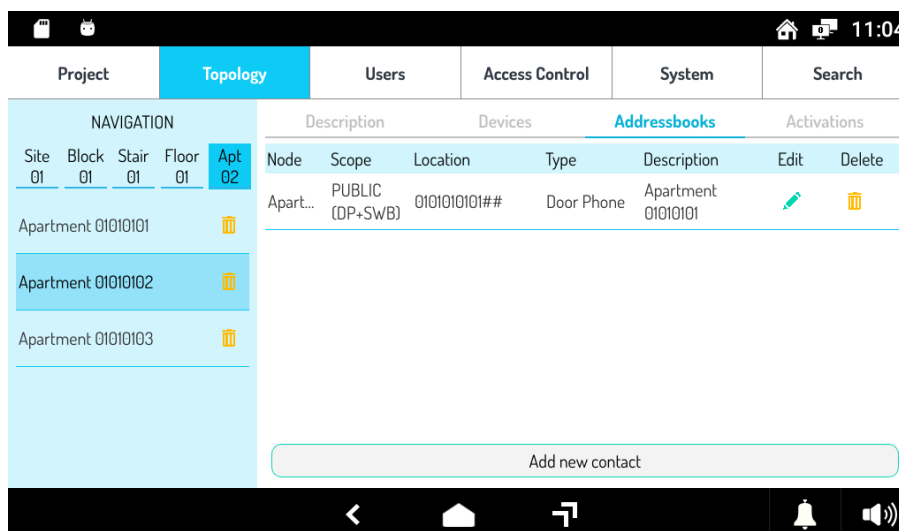 11:04
Project Topology Users Access Control System Search
NAVIGATION
Site Block Stair Floor Apt
01 01 01 01 02
Apartment 01010101
Apartment 01010102
Apartment 01010103
Description Devices Addressbooks Activations
Node Scope Location Type Description Edit Delete
Apart... PUBLIC (DP+SWB) 0101010101## Door Phone Apartment 01010101
Add new contact